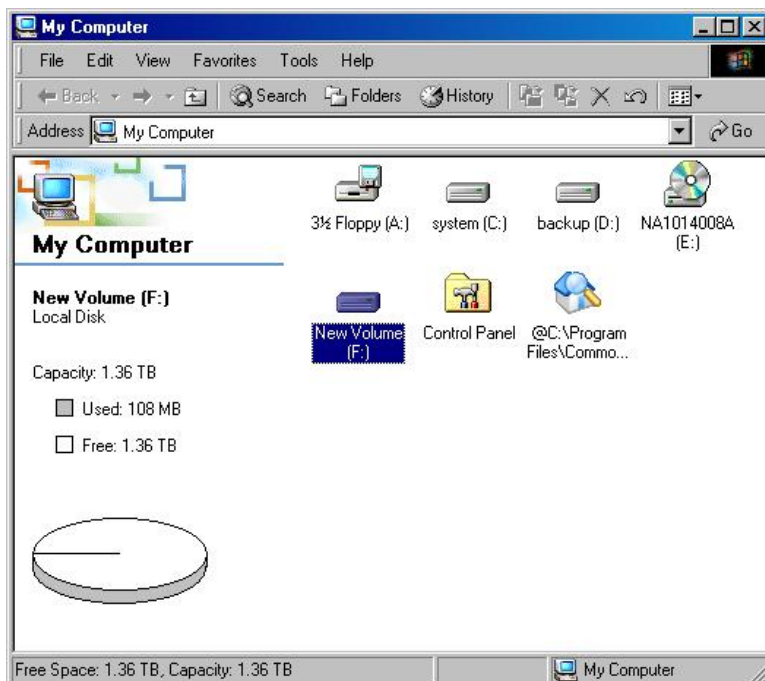 My Computer
File Edit View Favorites Tools Help
Back Search Folders History
Address My Computer Go
My Computer
New Volume (F:)
Local Disk
Capacity: 1.36 TB
Used: 108 MB
Free: 1.36 TB
3½ Floppy (A:) system (C:) backup (D:) NA1014008A
(E:)
New Volume Control Panel @C:\Program
(F:) Files\Commo...
Free Space: 1.36 TB, Capacity: 1.36 TB My Computer